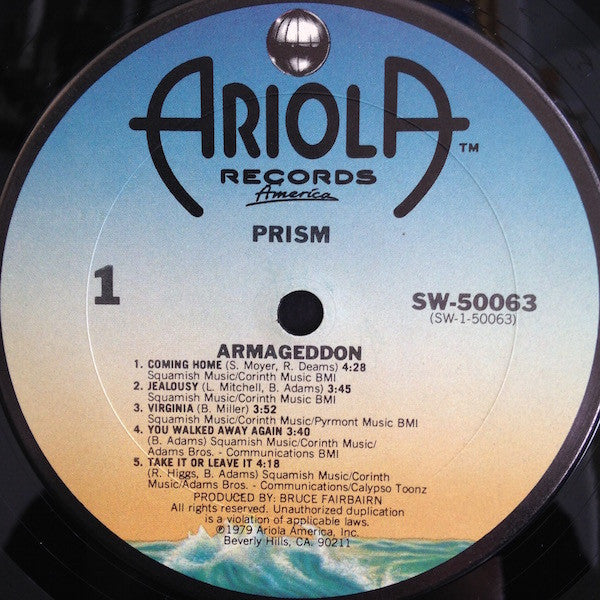 ARIOLA TM
RECORDS
America
PRISM
1
SW-50063
(SW-1-50063)
ARMAGEDDON
1. COMING HOME (S. Moyer, R. Deams) 4:28
Squamish Music/Corinth Music BMI
2. JEALOUSY (L. Mitchell, B. Adams) 3:45
Squamish Music/Corinth Music BMI
3. VIRGINIA (B. Miller) 3:52
Squamish Music/Corinth Music/Pyrmont Music BMI
4. YOU WALKED AWAY AGAIN 3:40
(B. Adams) Squamish Music/Corinth Music/
Adams Bros. - Communications BMI
5. TAKE IT OR LEAVE IT 4:18
(R. Higgs, B. Adams) Squamish Music/Corinth
Music/Adams Bros. - Communications/Calypso Toonz
PRODUCED BY: BRUCE FAIRBAIRN
All rights reserved. Unauthorized duplication
is a violation of applicable laws.
℗1979 Ariola America, Inc.
Beverly Hills, CA. 90211